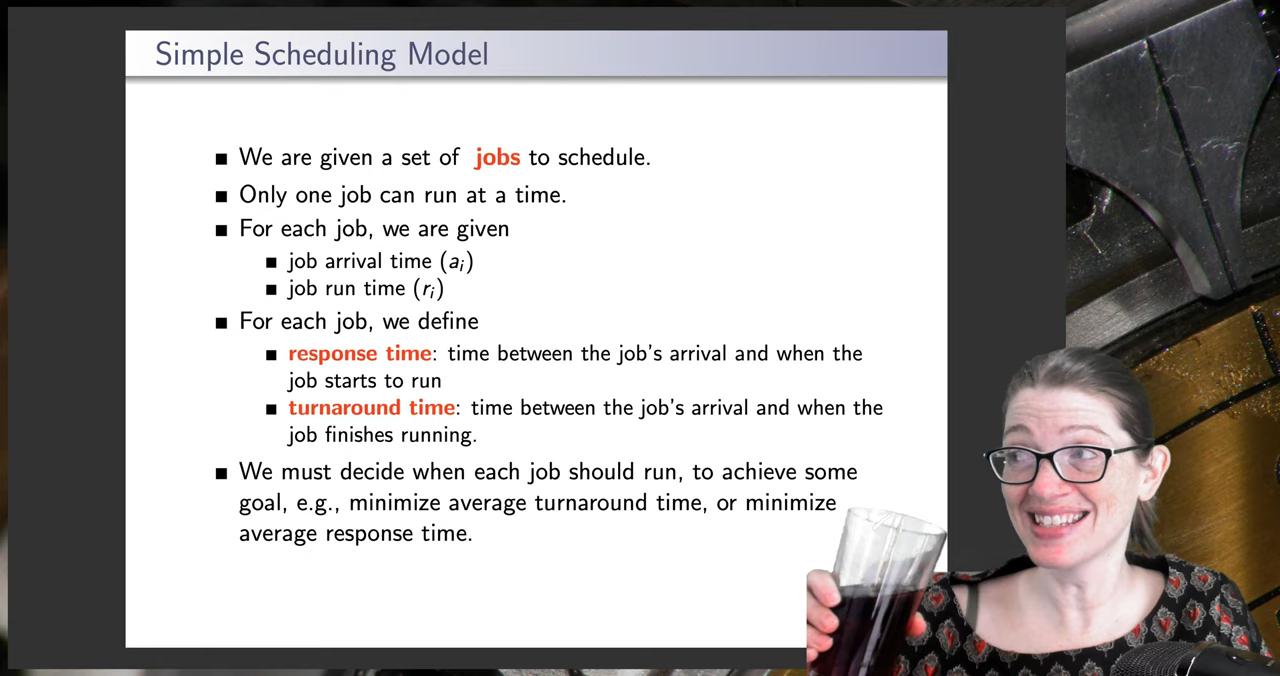 Simple Scheduling Model
■ We are given a set of jobs to schedule.
■ Only one job can run at a time.
■ For each job, we are given
■ job arrival time (aᵢ)
■ job run time (rᵢ)
■ For each job, we define
■ response time: time between the job's arrival and when the
job starts to run
■ turnaround time: time between the job's arrival and when the
job finishes running.
■ We must decide when each job should run, to achieve some
goal, e.g., minimize average turnaround time, or minimize
average response time.